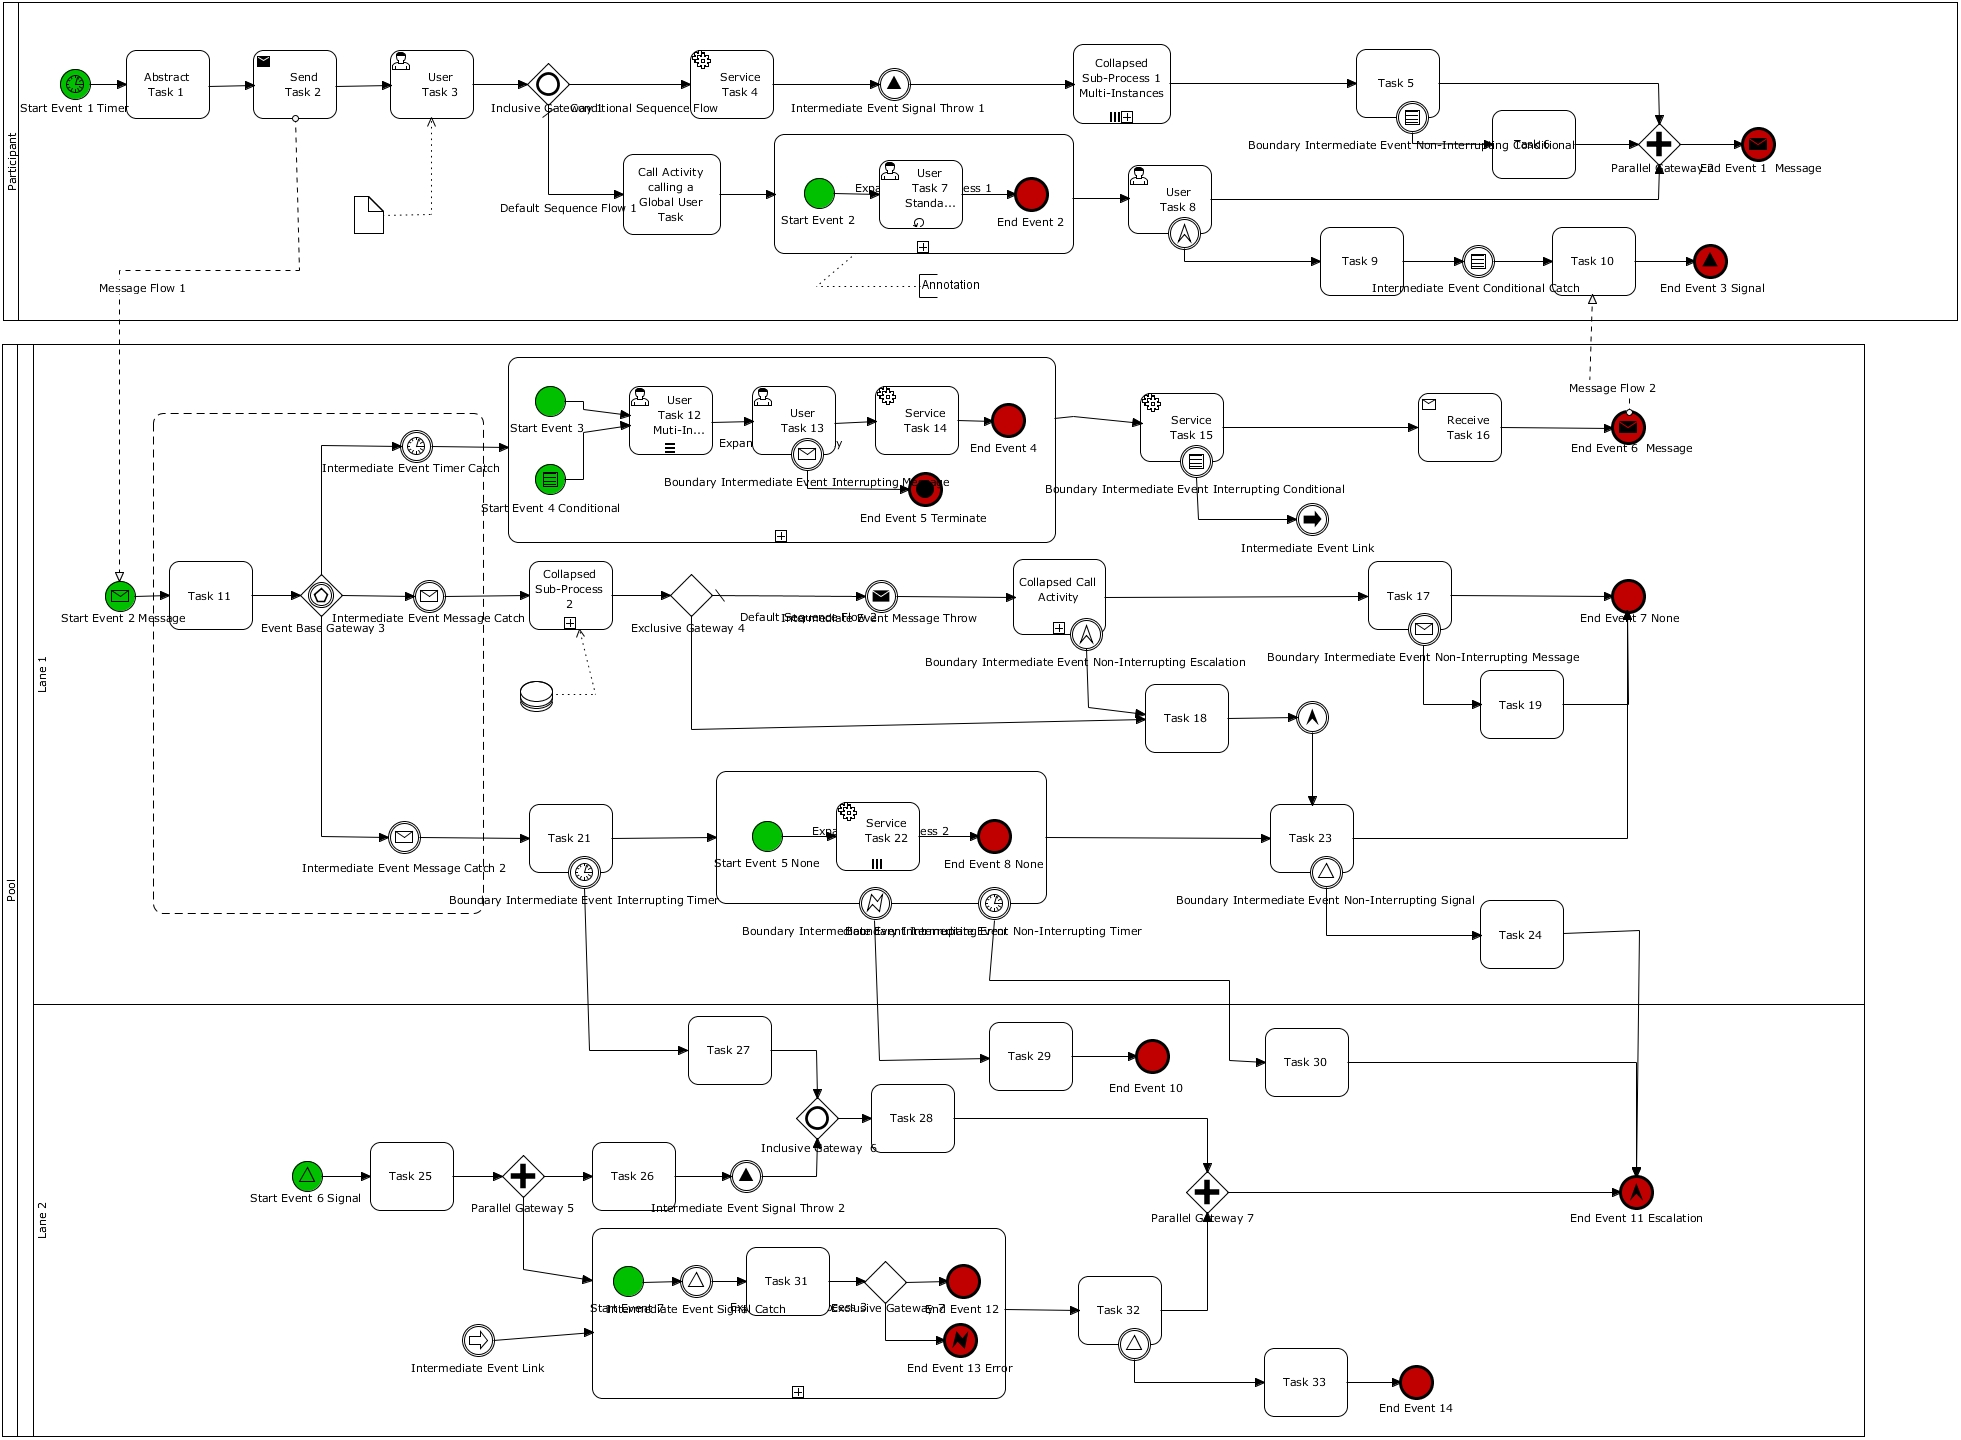 Participant
Start Event 1 Timer
Abstract
Task 1
Send
Task 2
User
Task 3
Inclusive Gateway 1
Conditional Sequence Flow
Service
Task 4
Intermediate Event Signal Throw 1
Collapsed
Sub-Process 1
Multi-Instances
Task 5
Boundary Intermediate Event Non-Interrupting Conditional
Task 6
Parallel Gateway 2
End Event 1 Message
Default Sequence Flow 1
Call Activity
calling a
Global User
Task
Start Event 2
User
Task 7
Standa...
End Event 2
User
Task 8
Annotation
Task 9
Intermediate Event Conditional Catch
Task 10
End Event 3 Signal
Message Flow 1
Pool
Lane 1
Message Flow 2
Start Event 3
Start Event 4 Conditional
User
Task 12
Muti-In...
User
Task 13
Service
Task 14
End Event 4
Boundary Intermediate Event Interrupting Message
End Event 5 Terminate
Service
Task 15
Boundary Intermediate Event Interrupting Conditional
Intermediate Event Link
Receive
Task 16
End Event 6 Message
Intermediate Event Timer Catch
Start Event 2 Message
Task 11
Event Base Gateway 3
Intermediate Event Message Catch
Collapsed
Sub-Process
2
Exclusive Gateway 4
Default Sequence Flow 2
Intermediate Event Message Throw
Collapsed Call
Activity
Boundary Intermediate Event Non-Interrupting Escalation
Task 17
Boundary Intermediate Event Non-Interrupting Message
End Event 7 None
Task 18
Task 19
Intermediate Event Message Catch 2
Task 21
Boundary Intermediate Event Interrupting Timer
Start Event 5 None
Service
Task 22
End Event 8 None
Boundary Intermediate Event Interrupting Error
Boundary Intermediate Event Non-Interrupting Timer
Task 23
Boundary Intermediate Event Non-Interrupting Signal
Task 24
Lane 2
Task 27
Task 29
End Event 10
Task 30
Inclusive Gateway 6
Task 28
Start Event 6 Signal
Task 25
Parallel Gateway 5
Task 26
Intermediate Event Signal Throw 2
Parallel Gateway 7
End Event 11 Escalation
Start Event 7
Intermediate Event Signal Catch
Task 31
Exclusive Gateway 7
End Event 12
End Event 13 Error
Intermediate Event Link
Task 32
Task 33
End Event 14